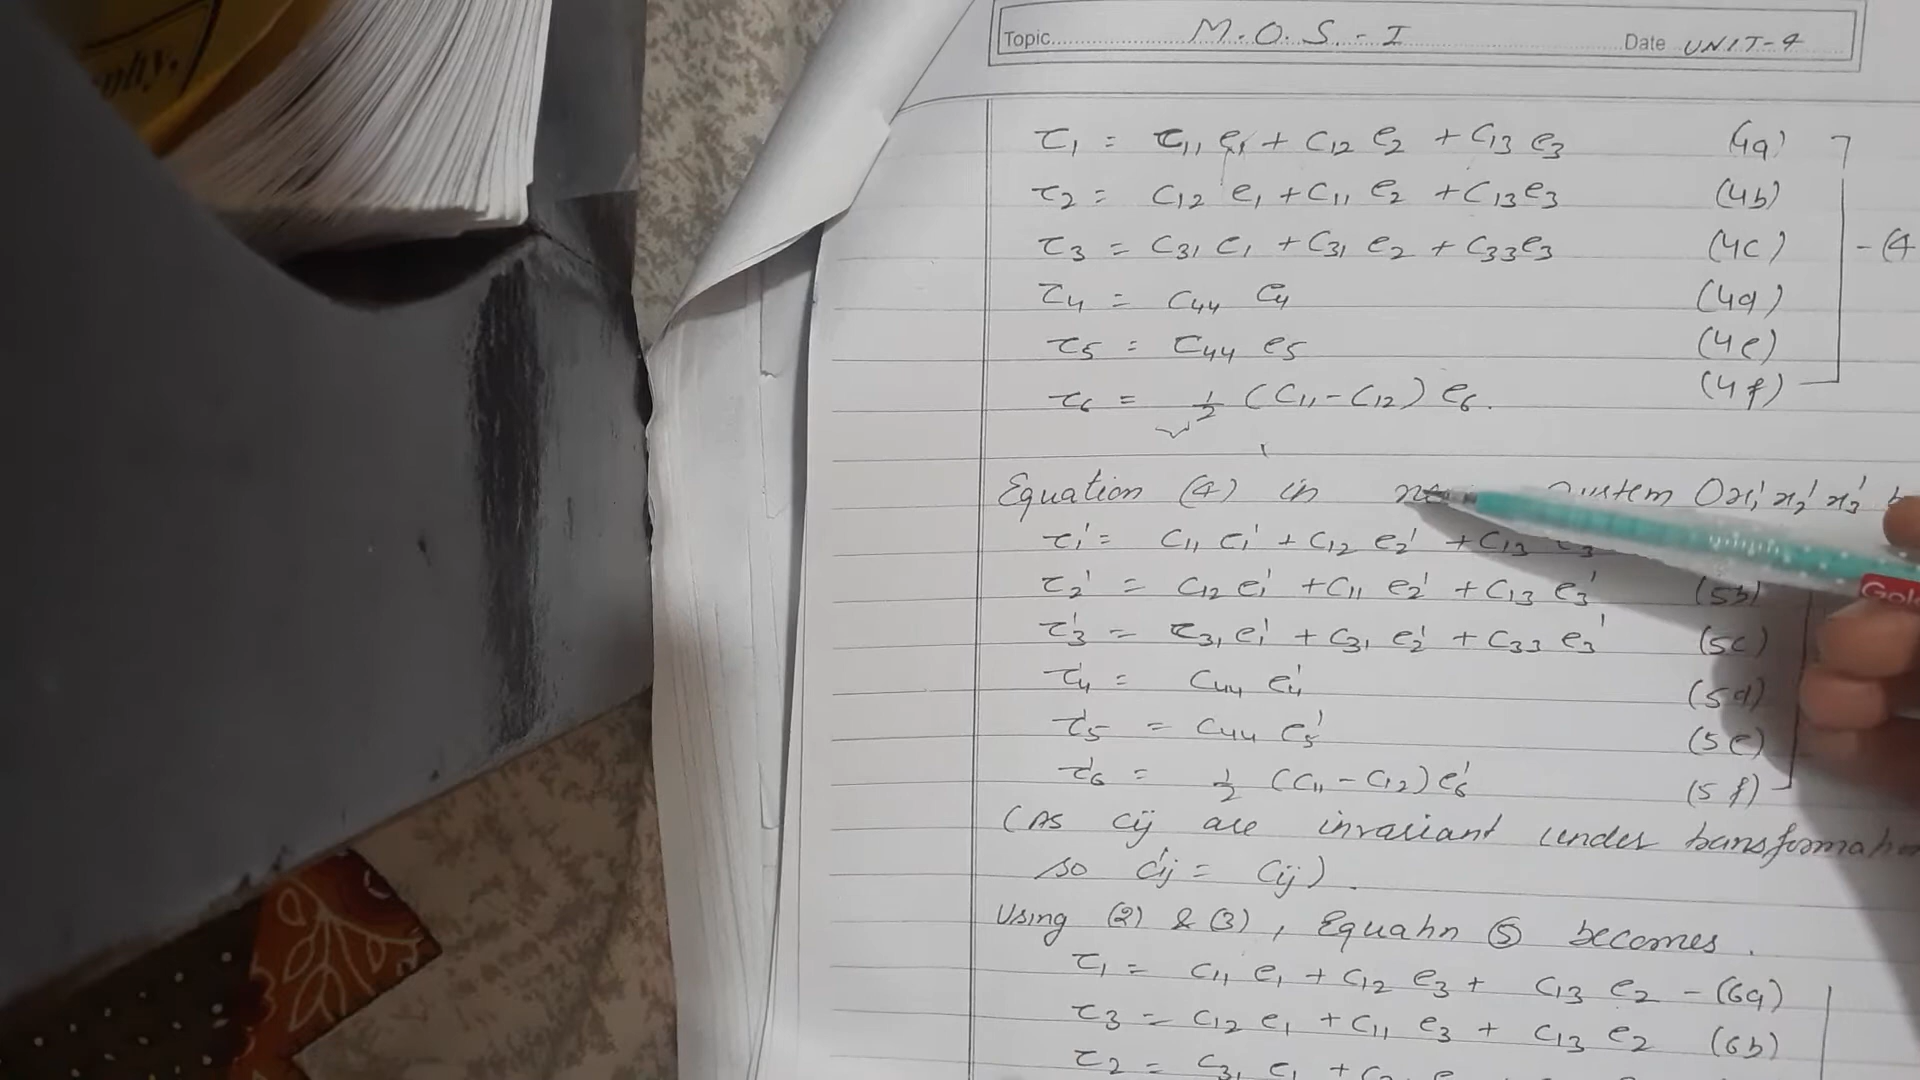 Topic M.O.S.-I Date UNIT-4
τ₁ = c₁₁ e₁ + c₁₂ e₂ + c₁₃ e₃ (4a)
τ₂ = c₁₂ e₁ + c₁₁ e₂ + c₁₃ e₃ (4b)
τ₃ = c₃₁ e₁ + c₃₁ e₂ + c₃₃ e₃ (4c) - (4
τ₄ = c₄₄ e₄ (4d)
τ₅ = c₄₄ e₅ (4e)
τ₆ = 1/2 (c₁₁ - c₁₂) e₆. (4f)
Equation (4) in system Ox₁' x₂' x₃'
τ₁' = c₁₁ e₁' + c₁₂ e₂' + c₁₃ e₃
τ₂' = c₁₂ e₁' + c₁₁ e₂' + c₁₃ e₃' (5b)
τ₃' = c₃₁ e₁' + c₃₁ e₂' + c₃₃ e₃' (5c)
τ₄' = c₄₄ e₄' (5d)
τ₅' = c₄₄ e₅' (5e)
τ₆' = 1/2 (c₁₁ - c₁₂) e₆' (5f)
(As cij are invariant under transformation
so c'ij = cij).
Using (2) & (3), Equahn (5) becomes.
τ₁ = c₁₁ e₁ + c₁₂ e₃ + c₁₃ e₂ - (6a)
τ₃ = c₁₂ e₁ + c₁₁ e₃ + c₁₃ e₂ (6b)
τ₂ = c₃₁ e₁ +